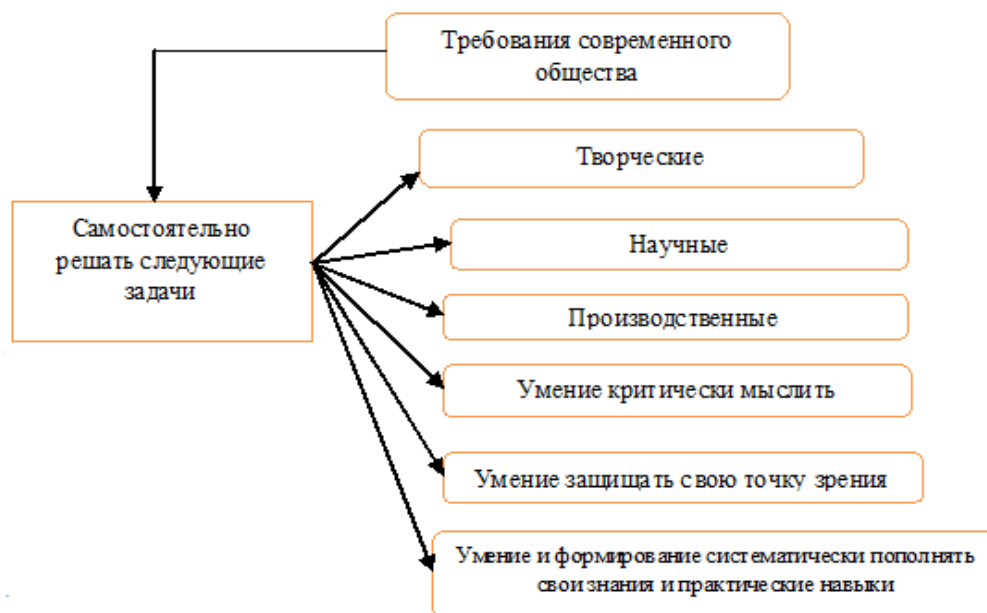 Требования современного
общества
Творческие
Самостоятельно
решать следующие
задачи
Научные
Производственные
Умение критически мыслить
Умение защищать свою точку зрения
Умение и формирование систематически пополнять
свои знания и практические навыки